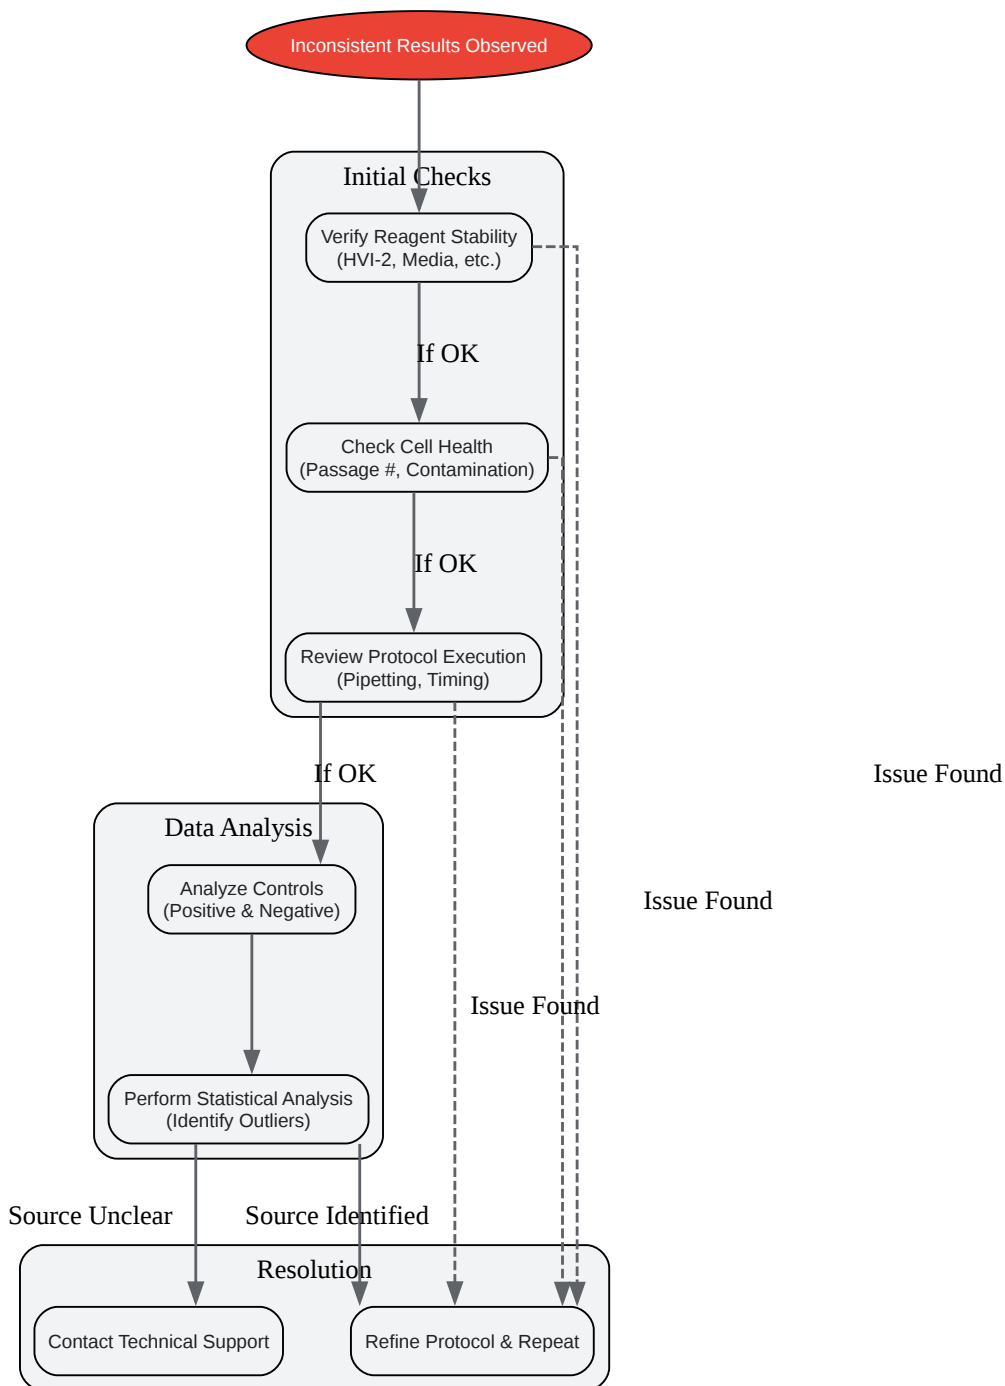 Inconsistent Results Observed
Initial Checks
Verify Reagent Stability
(HVI-2, Media, etc.)
If OK
Check Cell Health
(Passage #, Contamination)
If OK
Review Protocol Execution
(Pipetting, Timing)
If OK
Issue Found
Data Analysis
Analyze Controls
(Positive & Negative)
Issue Found
Issue Found
Perform Statistical Analysis
(Identify Outliers)
Source Unclear
Source Identified
Resolution
Contact Technical Support
Refine Protocol & Repeat